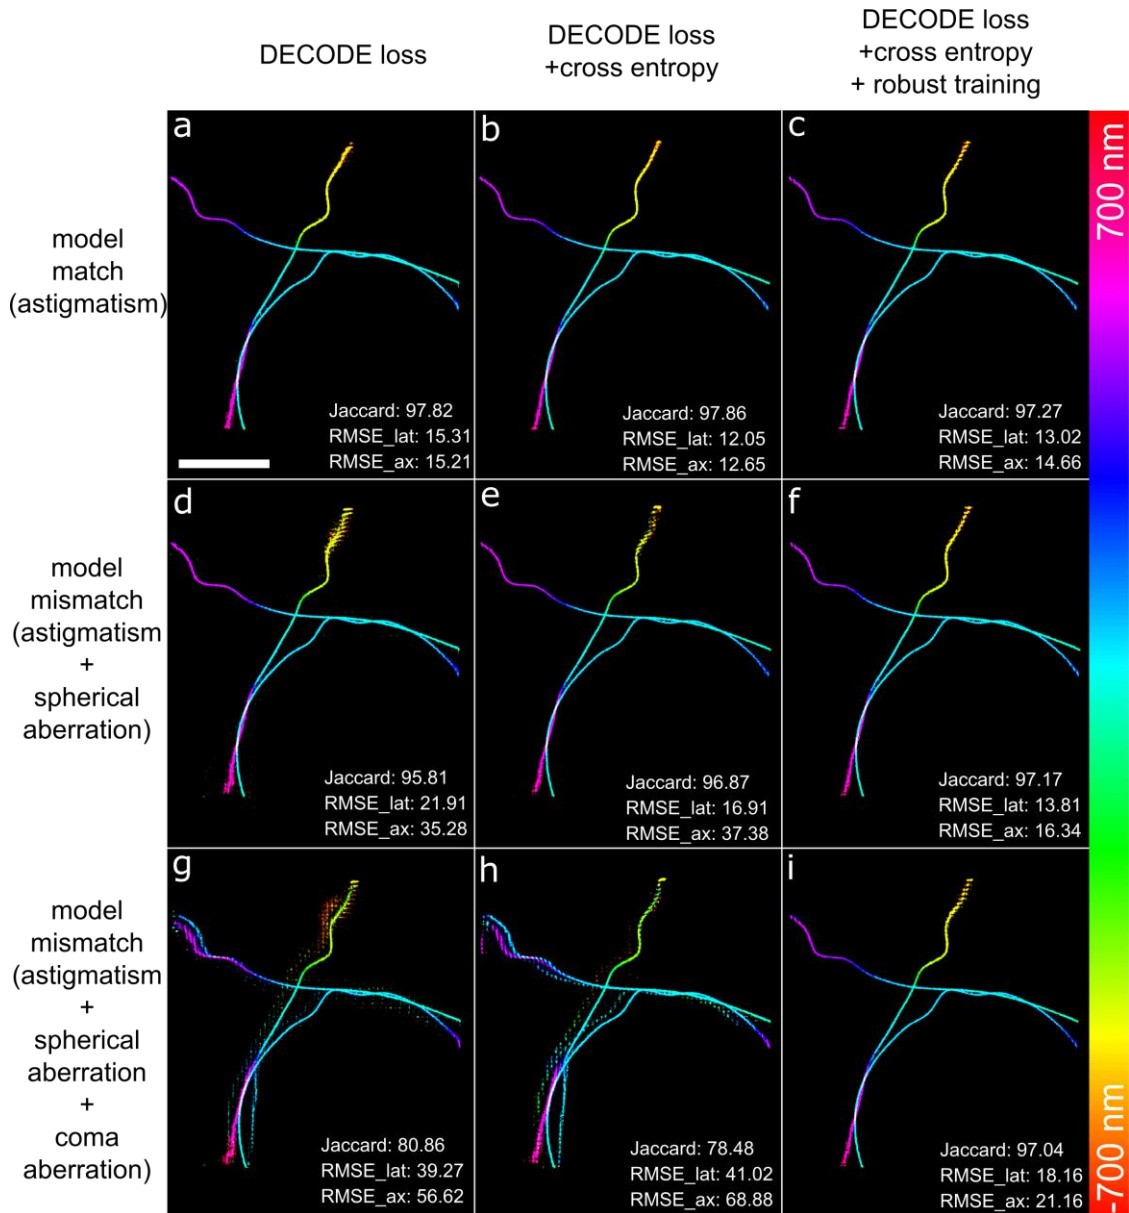 DECODE loss
DECODE loss
+cross entropy
DECODE loss
+cross entropy
+ robust training
model
match
(astigmatism)
a
Jaccard: 97.82
RMSE_lat: 15.31
RMSE_ax: 15.21
b
Jaccard: 97.86
RMSE_lat: 12.05
RMSE_ax: 12.65
c
Jaccard: 97.27
RMSE_lat: 13.02
RMSE_ax: 14.66
700 nm
model
mismatch
(astigmatism
+
spherical
aberration)
d
Jaccard: 95.81
RMSE_lat: 21.91
RMSE_ax: 35.28
e
Jaccard: 96.87
RMSE_lat: 16.91
RMSE_ax: 37.38
f
Jaccard: 97.17
RMSE_lat: 13.81
RMSE_ax: 16.34
model
mismatch
(astigmatism
+
spherical
aberration
+
coma
aberration)
g
Jaccard: 80.86
RMSE_lat: 39.27
RMSE_ax: 56.62
h
Jaccard: 78.48
RMSE_lat: 41.02
RMSE_ax: 68.88
i
Jaccard: 97.04
RMSE_lat: 18.16
RMSE_ax: 21.16
-700 nm